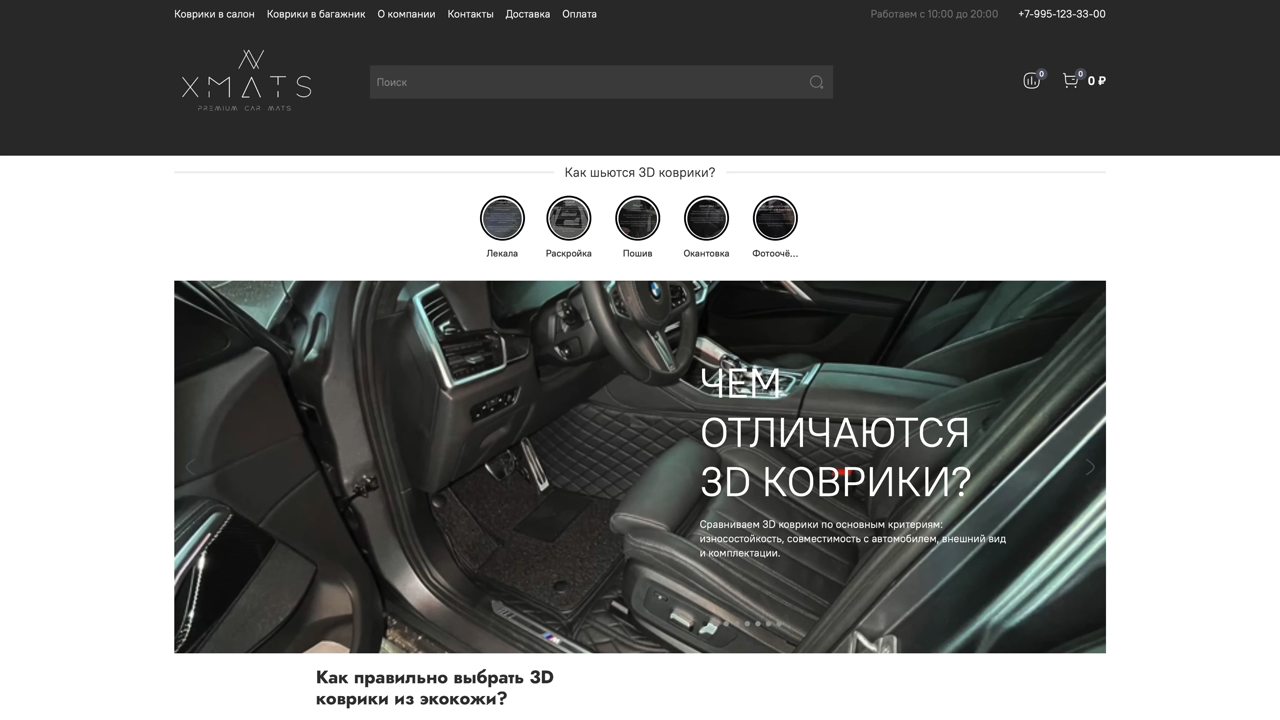 Коврики в салон Коврики в багажник О компании Контакты Доставка Оплата Работаем с 10:00 до 20:00 +7-995-123-33-00
XMATS
PREMIUM CAR MATS
Поиск
0 0 0 ₽
Как шьются 3D коврики?
Лекала Раскройка Пошив Окантовка Фотоочё...
ЧЕМ
ОТЛИЧАЮТСЯ
3D КОВРИКИ?
Сравниваем 3D коврики по основным критериям:
износостойкость, совместимость с автомобилем, внешний вид
и комплектации.
Как правильно выбрать 3D
коврики из экокожи?